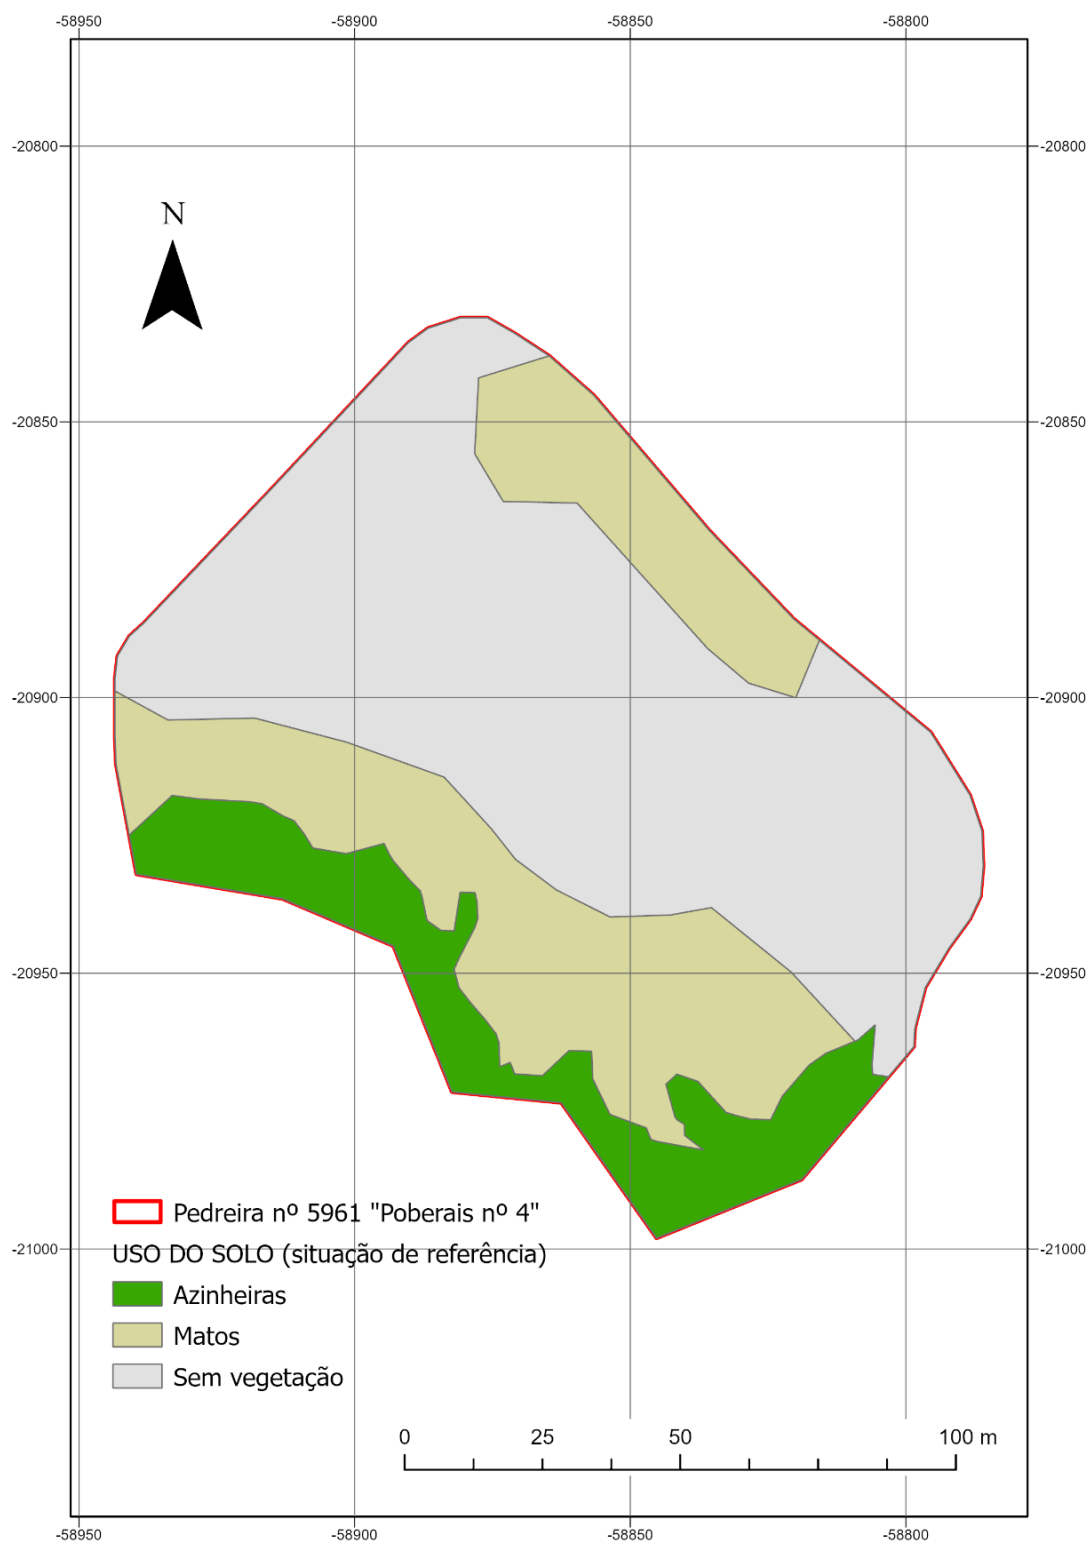 -58950 -58900 -58850 -58800
-20800 -20800
N
-20850 -20850
-20900 -20900
-20950 -20950
Pedreira nº 5961 "Poberais nº 4"
-21000 USO DO SOLO (situação de referência) -21000
Azinheiras
Matos
Sem vegetação
0 25 50 100 m
-58950 -58900 -58850 -58800